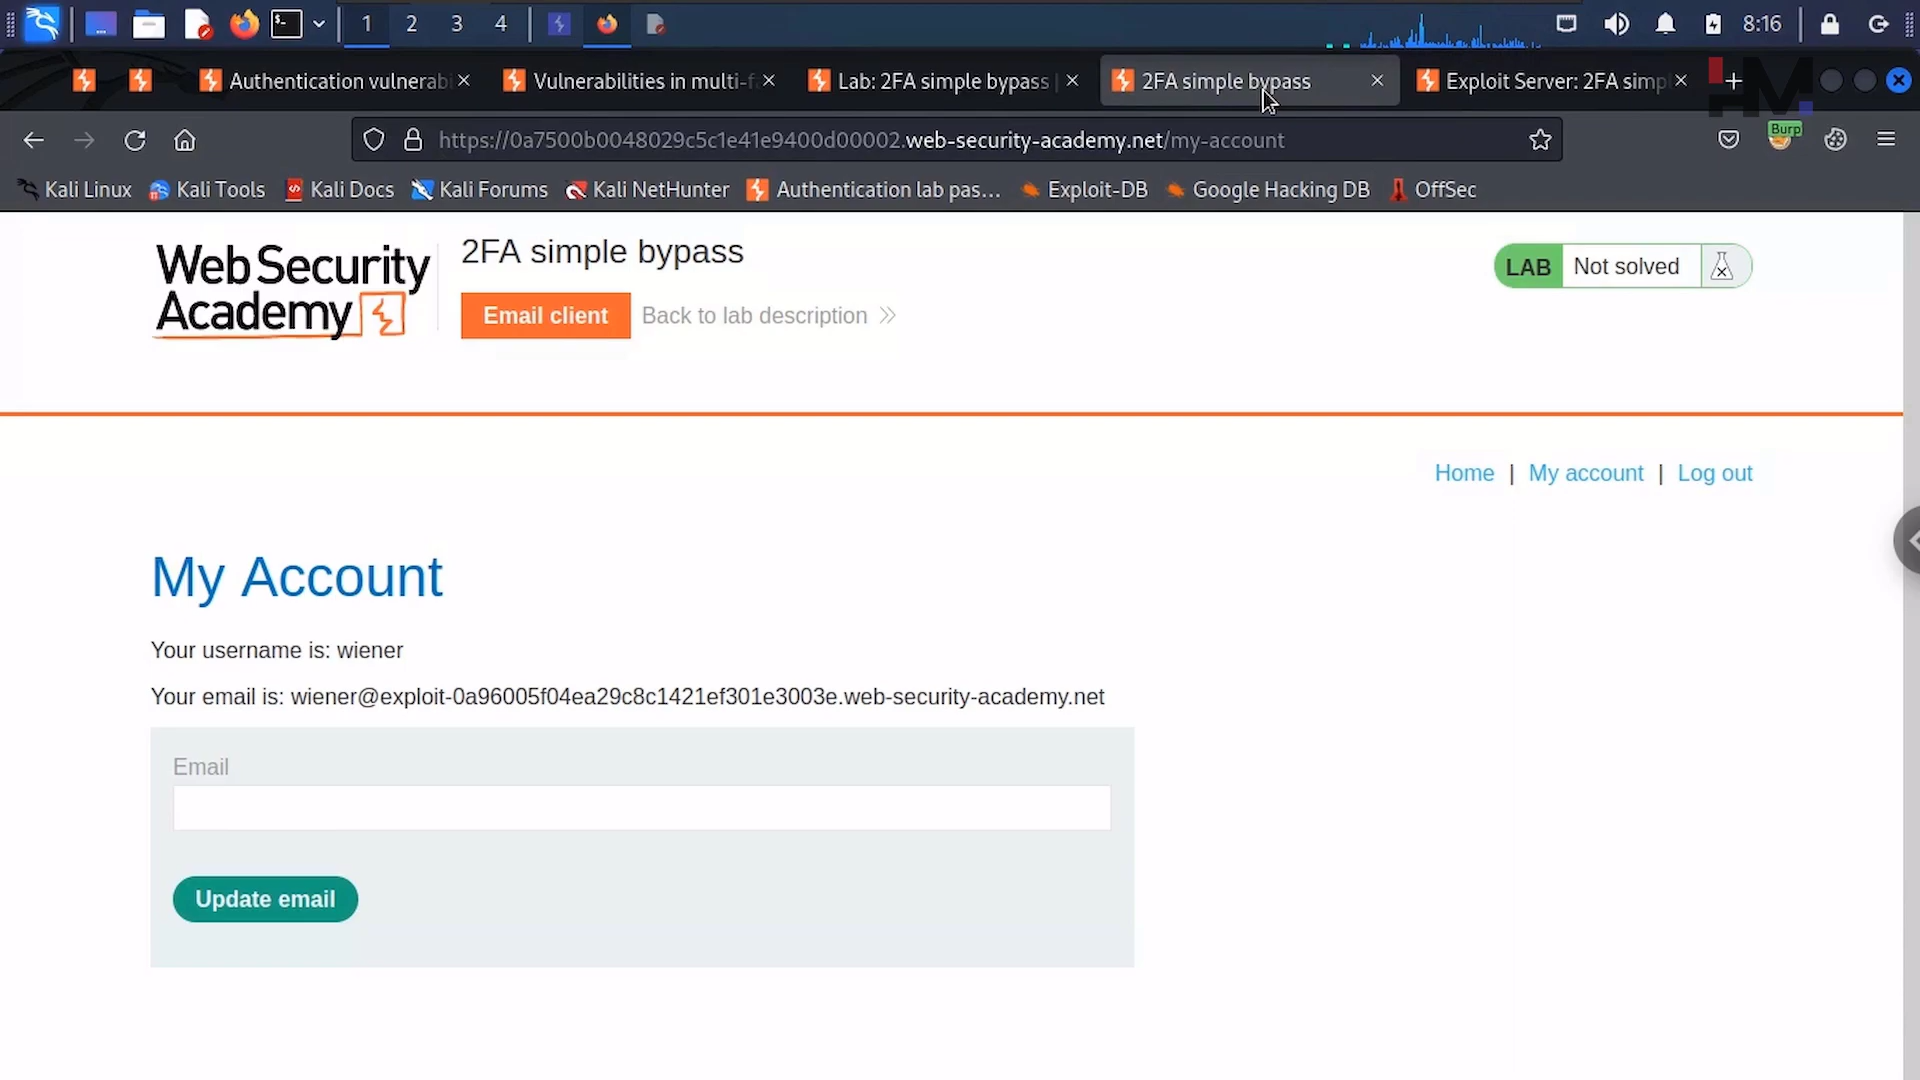 1 2 3 4 8:16
Authentication vulnerabi Vulnerabilities in multi-f Lab: 2FA simple bypass | 2FA simple bypass Exploit Server: 2FA simp
HM
https://0a7500b0048029c5c1e41e9400d00002.web-security-academy.net/my-account Burp
Kali Linux Kali Tools Kali Docs Kali Forums Kali NetHunter Authentication lab pas... Exploit-DB Google Hacking DB OffSec
Web Security
Academy
2FA simple bypass
Email client Back to lab description
LAB Not solved
Home | My account | Log out
My Account
Your username is: wiener
Your email is: wiener@exploit-0a96005f04ea29c8c1421ef301e3003e.web-security-academy.net
Email
Update email